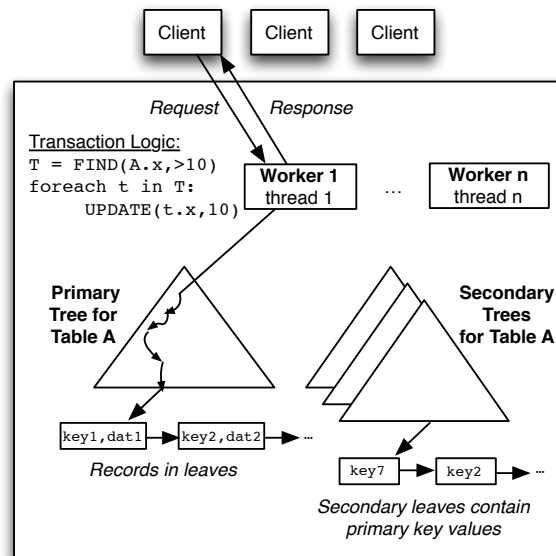 Client
Client
Client
Request
Response
Transaction Logic:
T = FIND(A.x,>10)
foreach t in T:
UPDATE(t.x,10)
Worker 1
thread 1
...
Worker n
thread n
Primary
Tree for
Table A
Secondary
Trees
for Table A
key1,dat1
key2,dat2
...
Records in leaves
key7
key2
...
Secondary leaves contain
primary key values